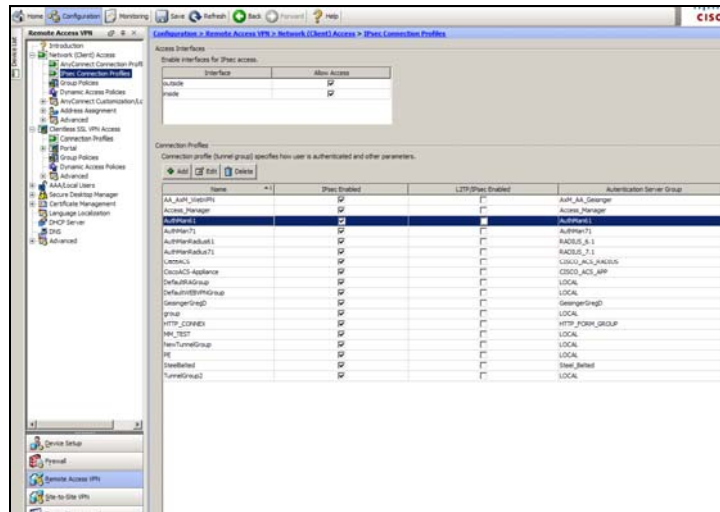 Home Configuration Monitoring Save Refresh Back Forward Help
CISC
Device List
Remote Access VPN
Configuration > Remote Access VPN > Network (Client) Access > IPsec Connection Profiles
Introduction
Network (Client) Access
AnyConnect Connection Profi
IPsec Connection Profiles
Group Policies
Dynamic Access Policies
AnyConnect Customization/Lc
Address Assignment
Advanced
Clientless SSL VPN Access
Connection Profiles
Portal
Group Policies
Dynamic Access Policies
Advanced
AAA/Local Users
Secure Desktop Manager
Certificate Management
Language Localization
DHCP Server
DNS
Advanced
Access Interfaces
Enable interfaces for IPsec access.
Interface Allow Access
outside
inside
Connection Profiles
Connection profile (tunnel group) specifies how user is authenticated and other parameters.
Add Edit Delete
Name IPsec Enabled L2TP/IPsec Enabled Authentication Server Group
AA_AxM_WebVPN AxM_AA_Geisinger
Access_Manager Access_Manager
AuthMan61 AuthMan61
AuthMan71 AuthMan71
AuthManRadius61 RADIUS_6.1
AuthManRadius71 RADIUS_7.1
CiscoACS CISCO_ACS_RADIUS
CiscoACS-Appliance CISCO_ACS_APP
DefaultRAGroup LOCAL
DefaultWEBVPNGroup LOCAL
GeisingerGregD GeisingerGregD
group LOCAL
HTTP_CONNEX HTTP_FORM_GROUP
MM_TEST LOCAL
NewTunnelGroup LOCAL
PE LOCAL
SteelBelted Steel_Belted
TunnelGroup2 LOCAL
Device Setup
Firewall
Remote Access VPN
Site-to-Site VPN